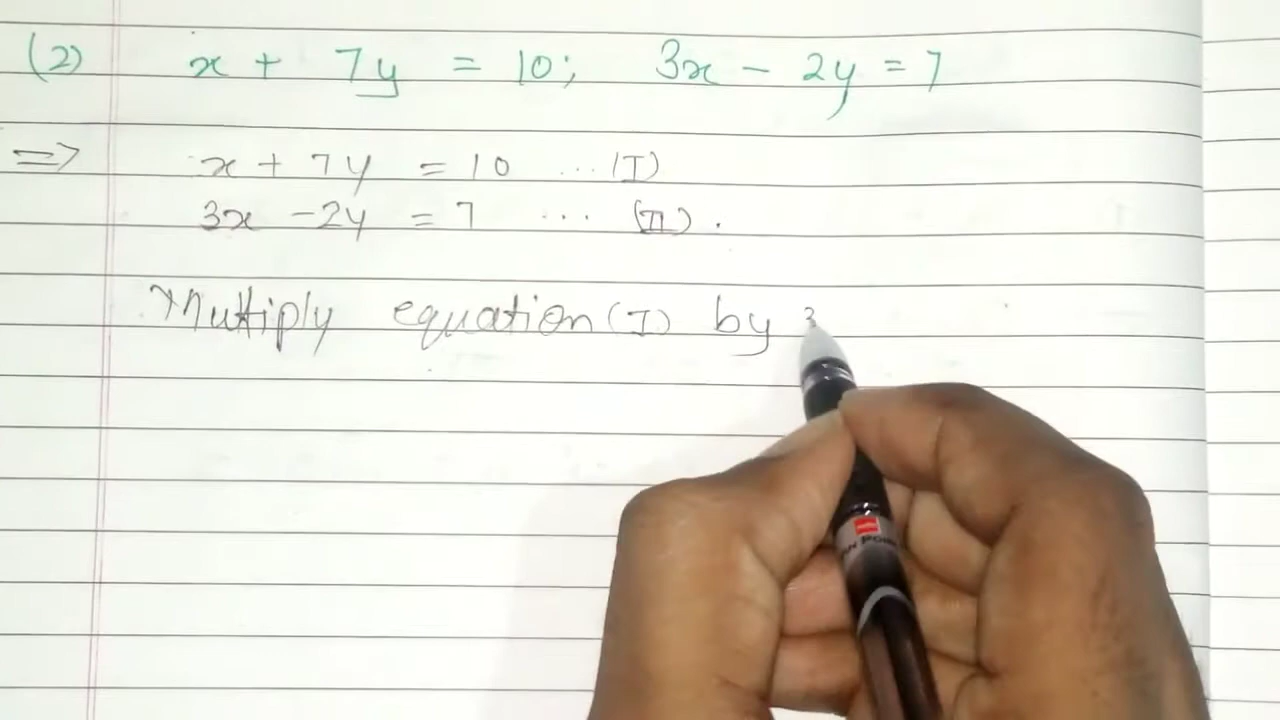 (2) x + 7y = 10; 3x - 2y = 7
=> x + 7y = 10 ... (I)
3x - 2y = 7 ... (II).
Multiply equation (I) by 3